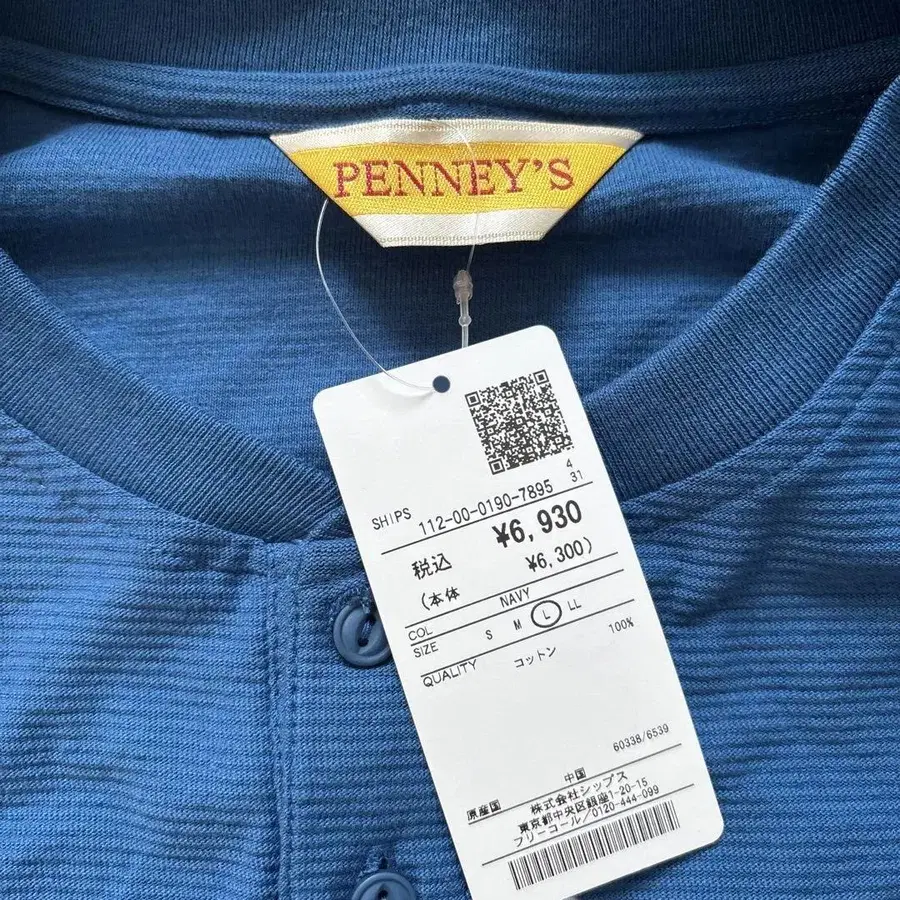 PENNEY'S
4
31
SHIPS 112-00-0190-7895
税込 ¥6,930
(本体 ¥6,300)
COL NAVY
SIZE S M L LL
QUALITY コットン 100%
60338/6539
原産国 中国
株式会社シップス
東京都中央区銀座1-20-15
フリーコール/0120-444-099